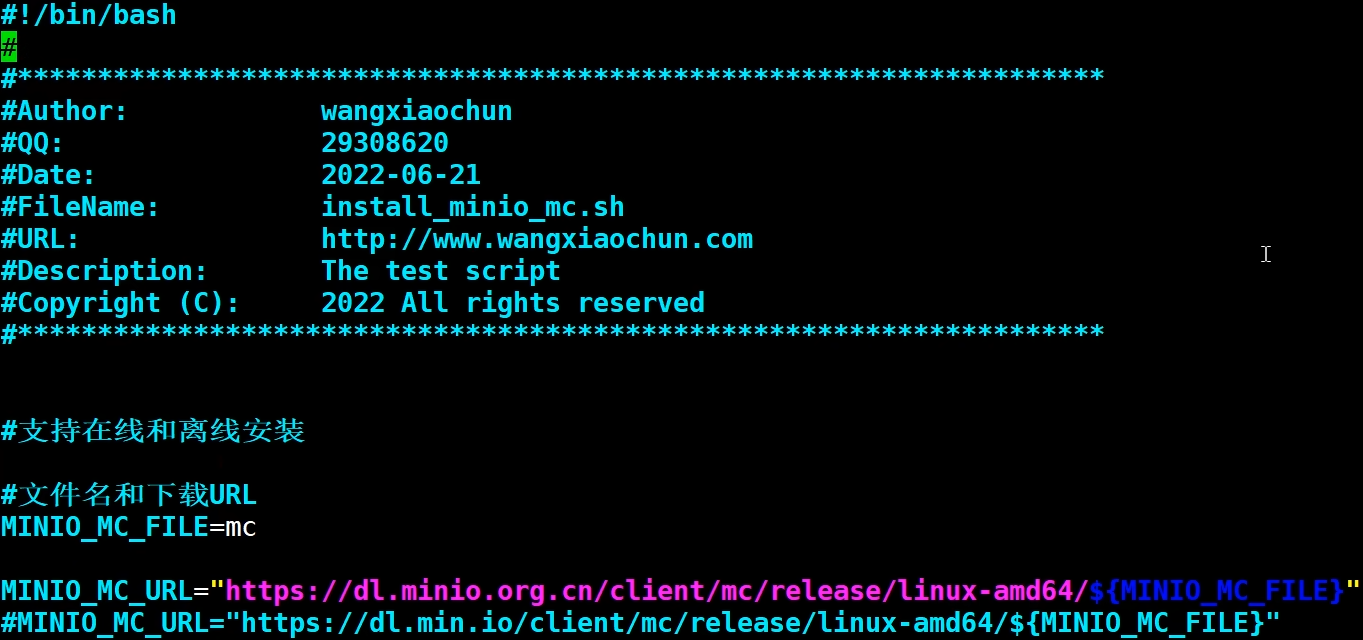 #!/bin/bash
#
#********************************************************************
#Author:            wangxiaochun
#QQ:                29308620
#Date:              2022-06-21
#FileName:          install_minio_mc.sh
#URL:               http://www.wangxiaochun.com
#Description:       The test script
#Copyright (C):     2022 All rights reserved
#********************************************************************
#支持在线和离线安装
#文件名和下载URL
MINIO_MC_FILE=mc
MINIO_MC_URL="https://dl.minio.org.cn/client/mc/release/linux-amd64/${MINIO_MC_FILE}"
#MINIO_MC_URL="https://dl.min.io/client/mc/release/linux-amd64/${MINIO_MC_FILE}"